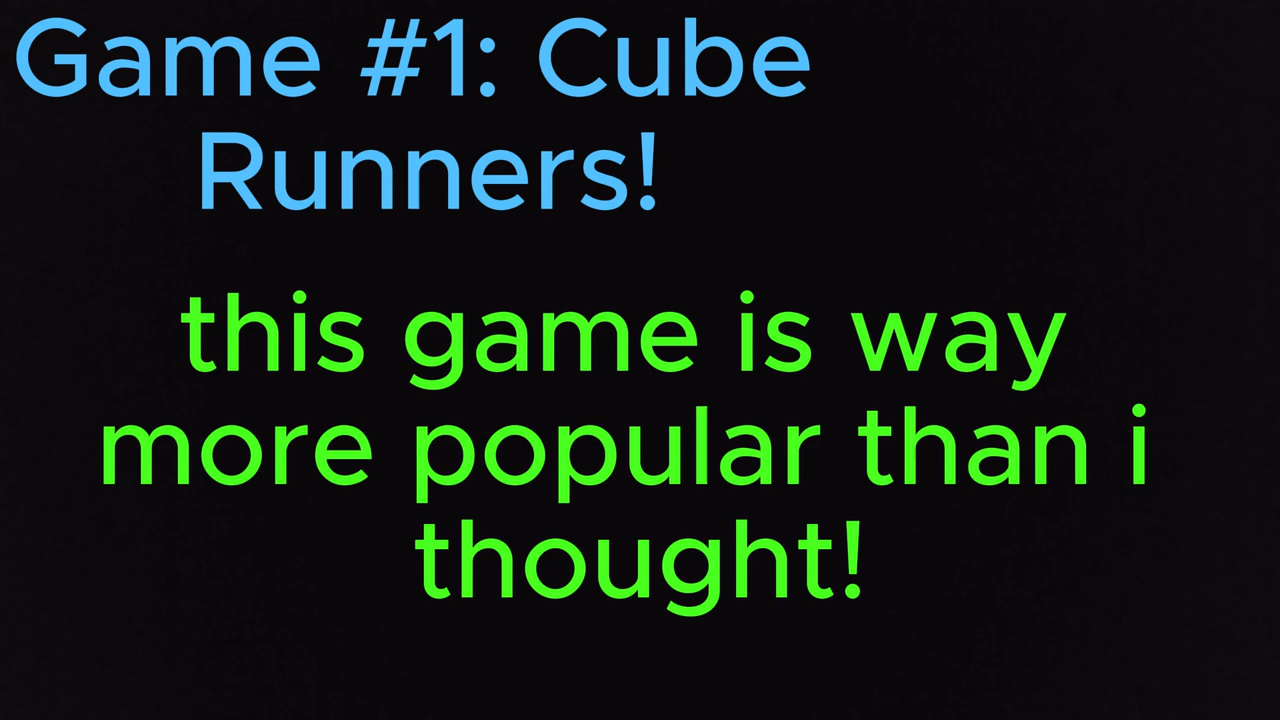 Game #1: Cube
Runners!
this game is way
more popular than i
thought!